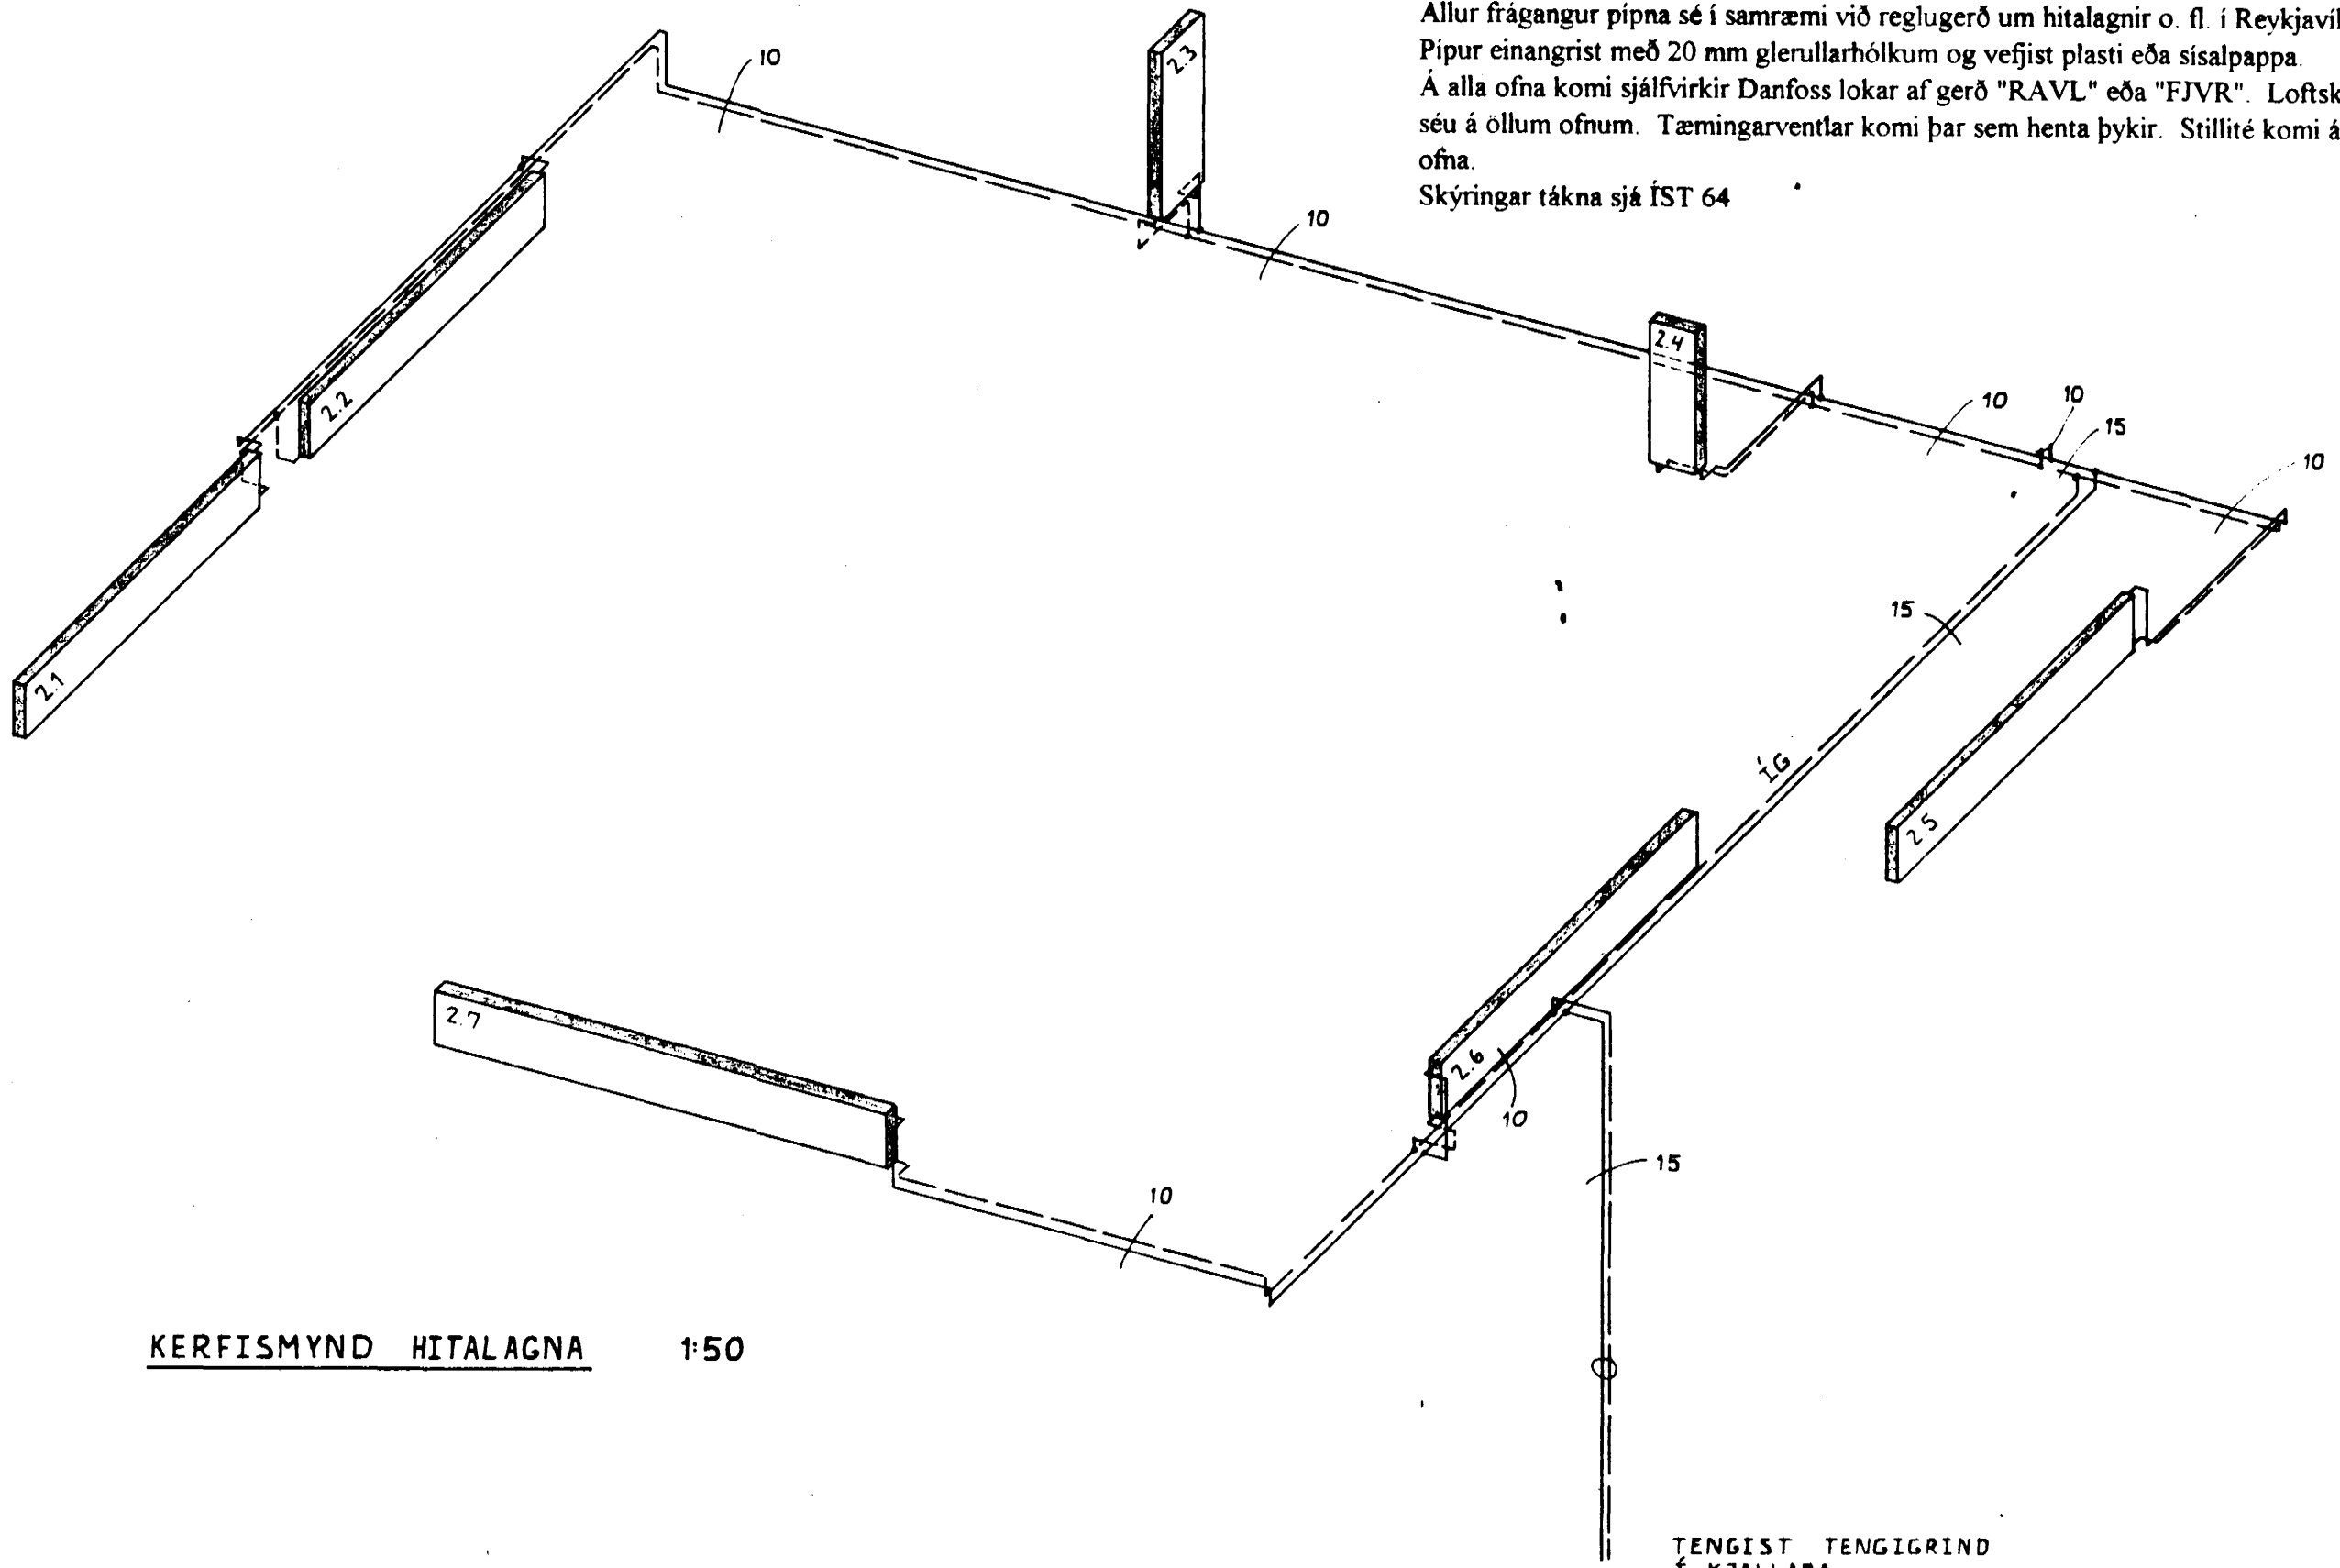 Allur frágangur pípna sé í samræmi við reglugerð um hitalagnir o. fl. í
Pípur einangrist með 20 mm glerullarhólkum og vefjist plasti eða sísalpappa.
Á alla ofna komi sjálfvirkir Danfoss lokar af gerð "RAVL" eða "FJVR".
séu á öllum ofnum. Tæmingarventlar komi þar sem henta þykir. Stillité komi á
ofna.
Skýringar tákna sjá ÍST 64
10
2.3
10
2.4
10
10
15
10
2.2
2.1
15
ÍG
2.5
2.7
2.6
10
15
10
KERFISMYND HITALAGNA 1:50
TENGIST TENGIGRIND
Í KJALLARA